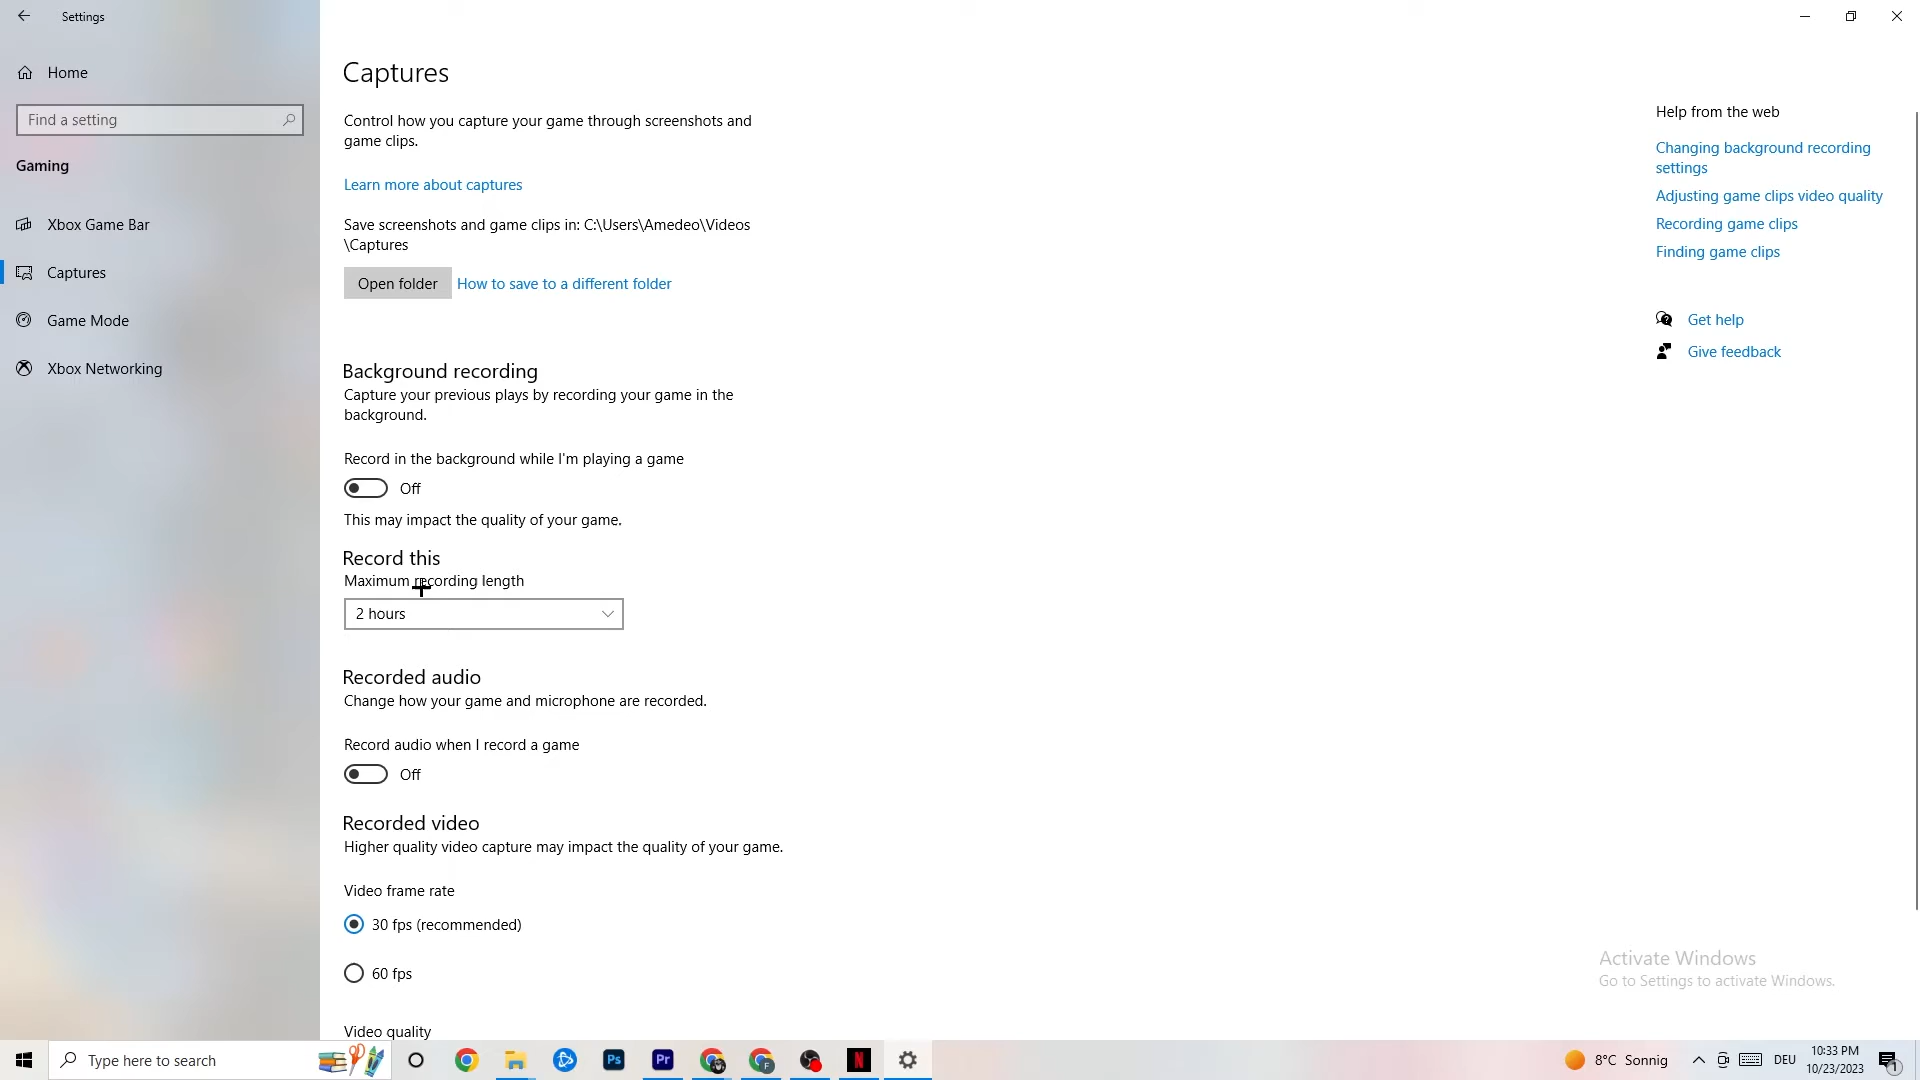 Settings
Home
Find a setting
Gaming
Xbox Game Bar
Captures
Game Mode
Xbox Networking
Captures
Control how you capture your game through screenshots and
game clips.
Learn more about captures
Save screenshots and game clips in: C:\Users\Amedeo\Videos
\Captures
Open folder
How to save to a different folder
Background recording
Capture your previous plays by recording your game in the
background.
Record in the background while I'm playing a game
Off
This may impact the quality of your game.
Record this
Maximum recording length
2 hours
Recorded audio
Change how your game and microphone are recorded.
Record audio when I record a game
Off
Recorded video
Higher quality video capture may impact the quality of your game.
Video frame rate
30 fps (recommended)
60 fps
Video quality
Help from the web
Changing background recording
settings
Adjusting game clips video quality
Recording game clips
Finding game clips
Get help
Give feedback
Activate Windows
Go to Settings to activate Windows.
Type here to search
Ps
Pr
F
N
8°C Sonnig
DEU
10:33 PM
10/23/2023
1